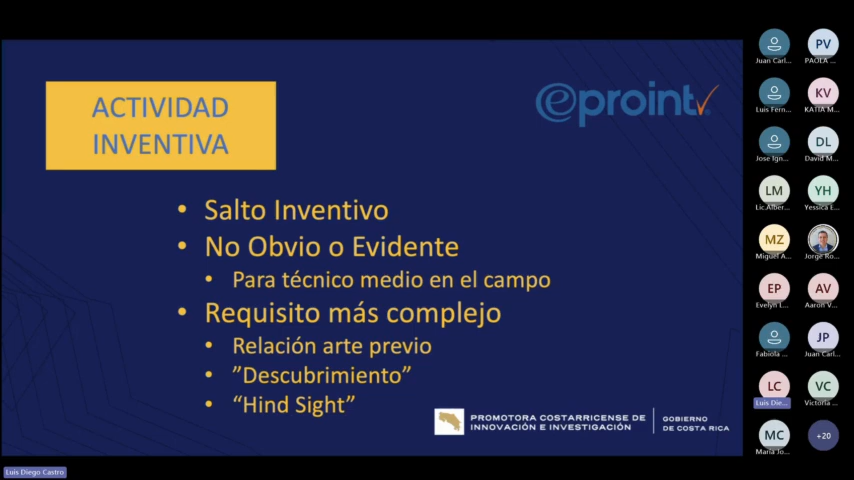 ACTIVIDAD
INVENTIVA
eproint
• Salto Inventivo
• No Obvio o Evidente
• Para técnico medio en el campo
• Requisito más complejo
• Relación arte previo
• ”Descubrimiento”
• “Hind Sight”
PROMOTORA COSTARRICENSE DE
INNOVACIÓN E INVESTIGACIÓN
GOBIERNO
DE COSTA RICA
Luis Diego Castro
Juan Carl...
PV
PAOLA ...
Luis Fern...
KV
KATIA M...
Jose Ign...
DL
David M...
LM
Lic.Alber...
YH
Yessica E...
MZ
Miguel A...
Jorge Ro...
EP
Evelyn L...
AV
Aaron V...
Fabiola ...
JP
Juan Carl...
LC
Luis Die...
VC
Victoria ...
MC
Maria Jo...
+20